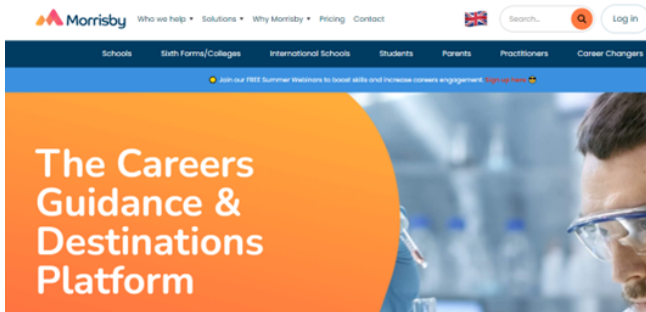 Morrisby
Who we help Solutions Why Morrisby Pricing Contact
Search...
Log in
Schools Sixth Forms/Colleges International Schools Students Parents Practitioners Career Changers
Join our FREE Summer Webinars to boost skills and increase careers engagement Sign up here
The Careers
Guidance &
Destinations
Platform